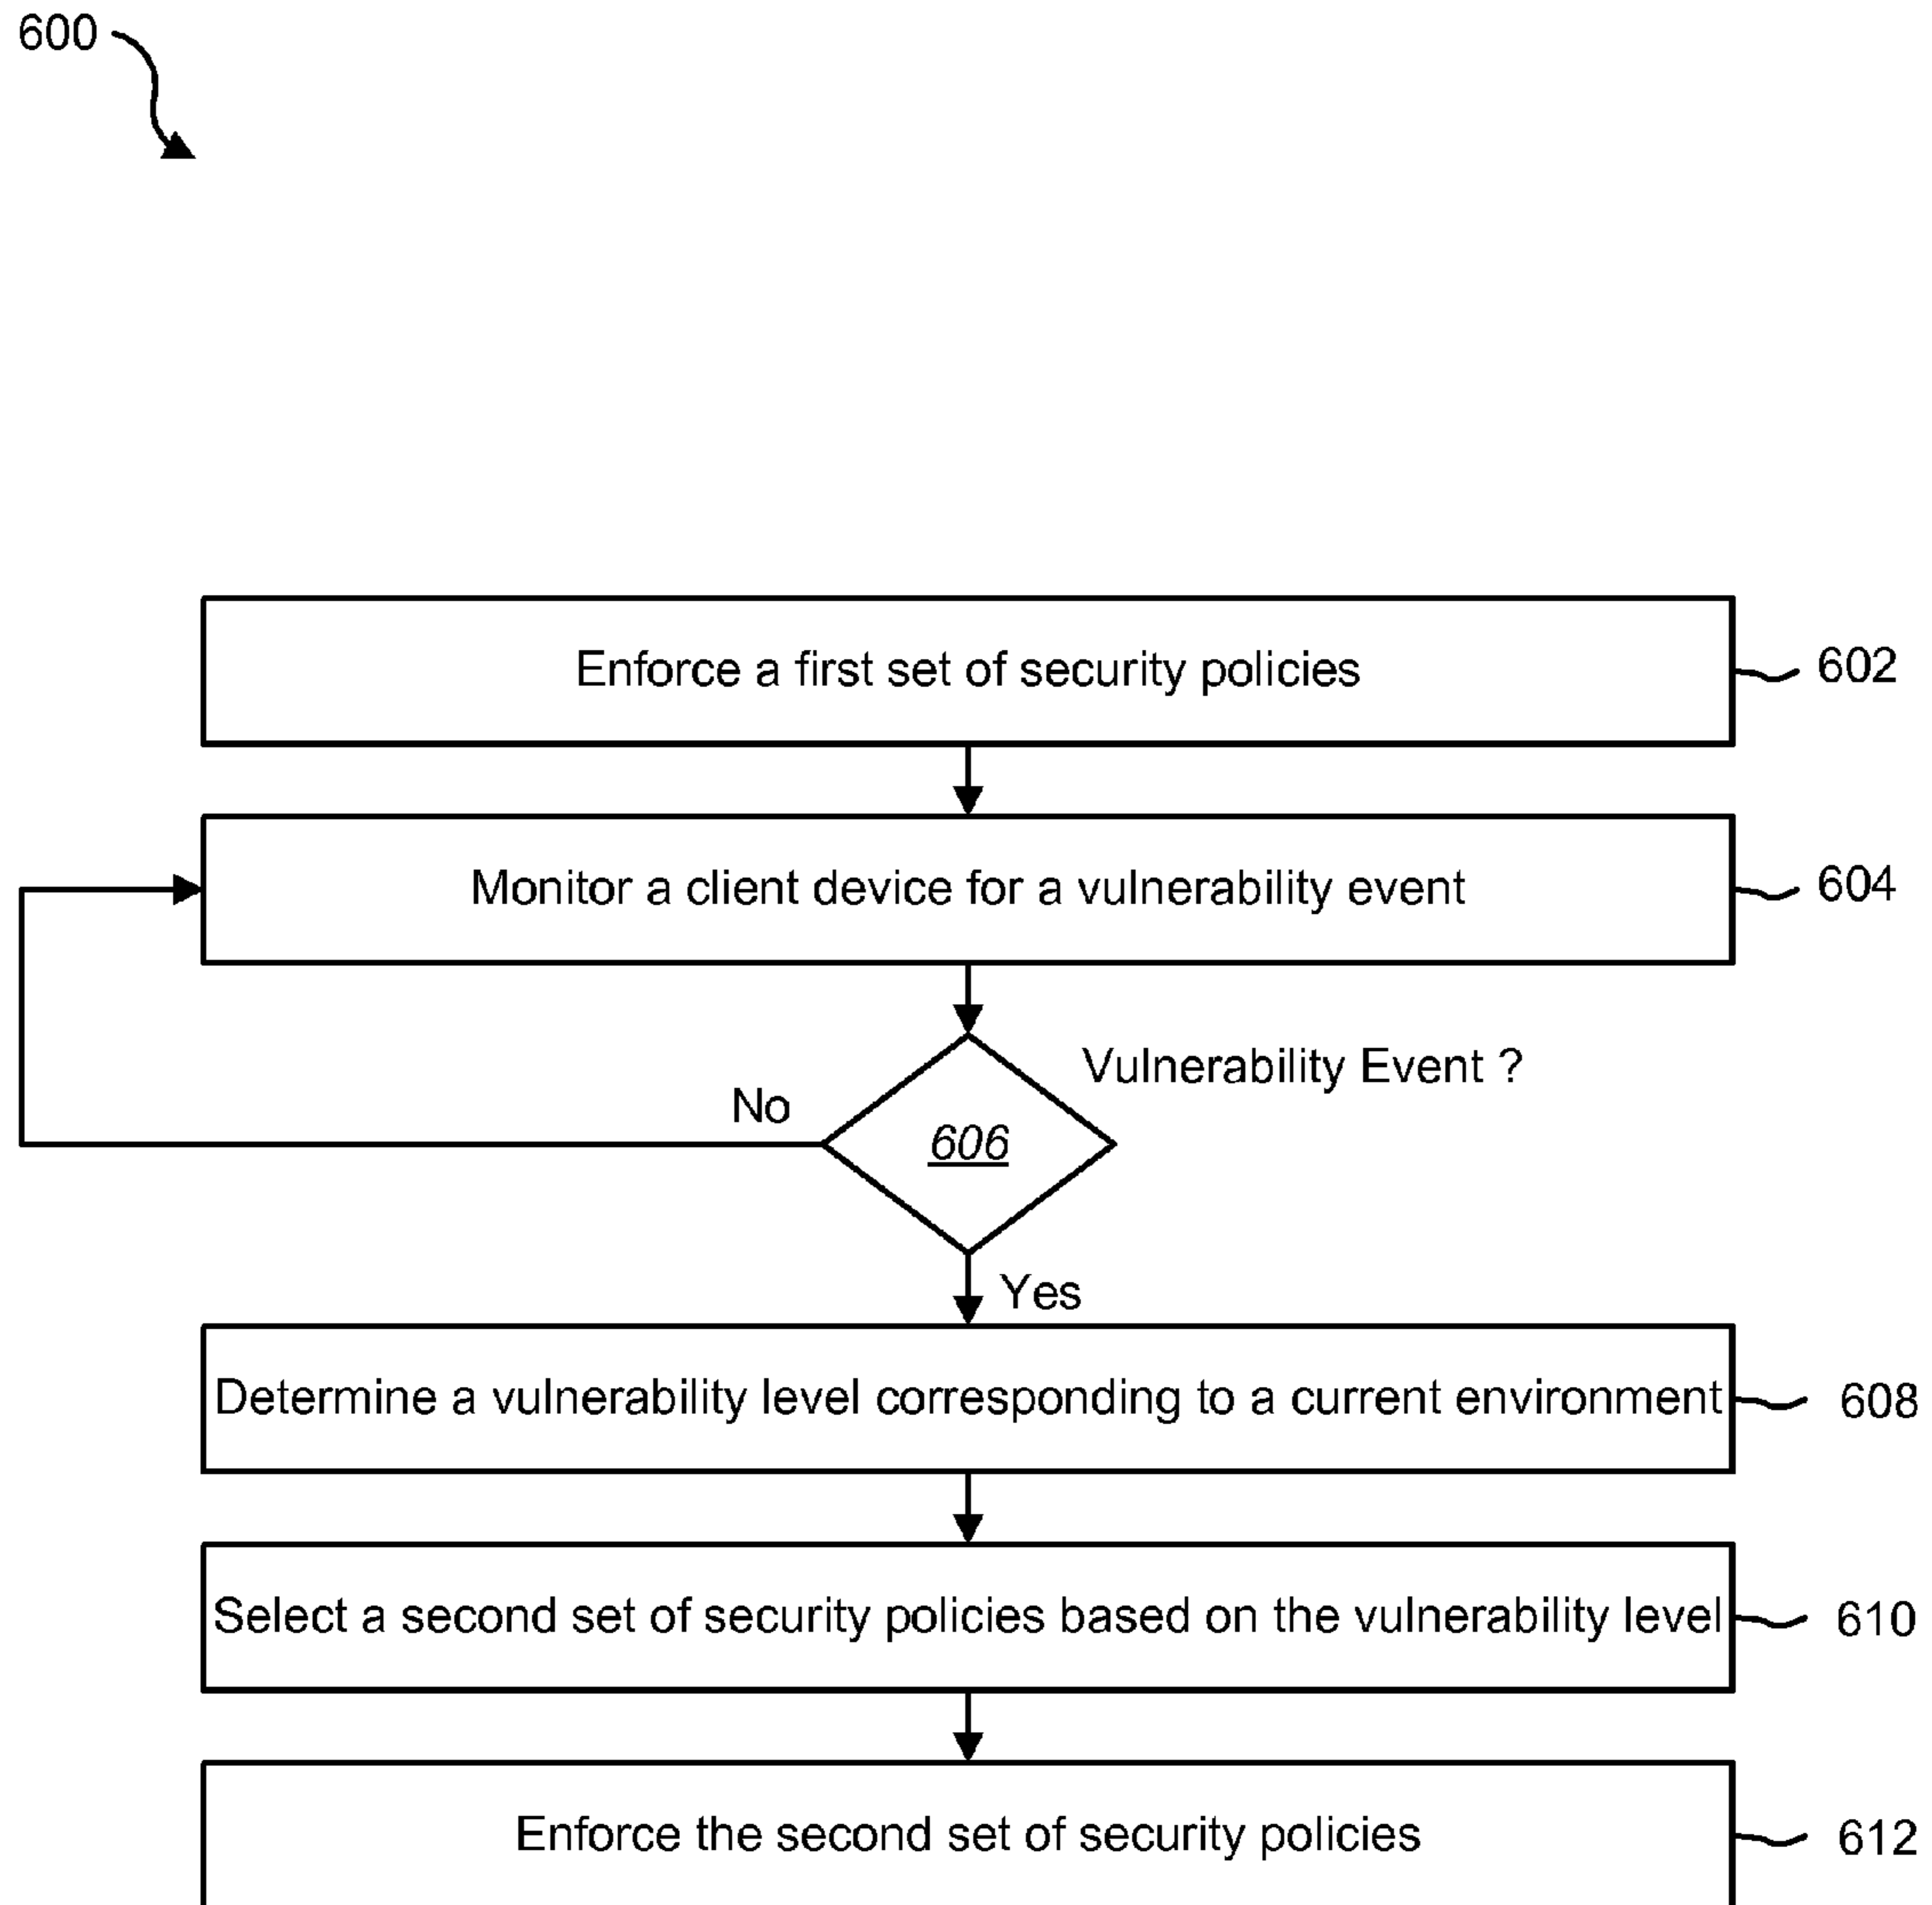 600
Enforce a first set of security policies
602
Monitor a client device for a vulnerability event
604
Vulnerability Event ?
No
606
Yes
Determine a vulnerability level corresponding to a current environment
608
Select a second set of security policies based on the vulnerability level
610
Enforce the second set of security policies
612